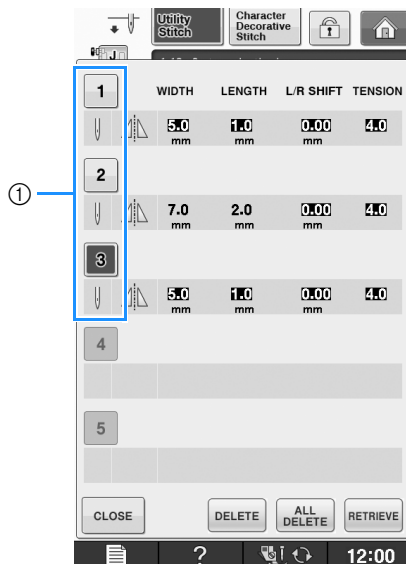 Utility Stitch
Character Decorative Stitch
J
1
WIDTH LENGTH L/R SHIFT TENSION
5.0 mm 1.0 mm 0.00 mm 4.0
2
7.0 mm 2.0 mm 0.00 mm 4.0
①
3
5.0 mm 1.0 mm 0.00 mm 4.0
4
5
CLOSE DELETE ALL DELETE RETRIEVE
? 12:00